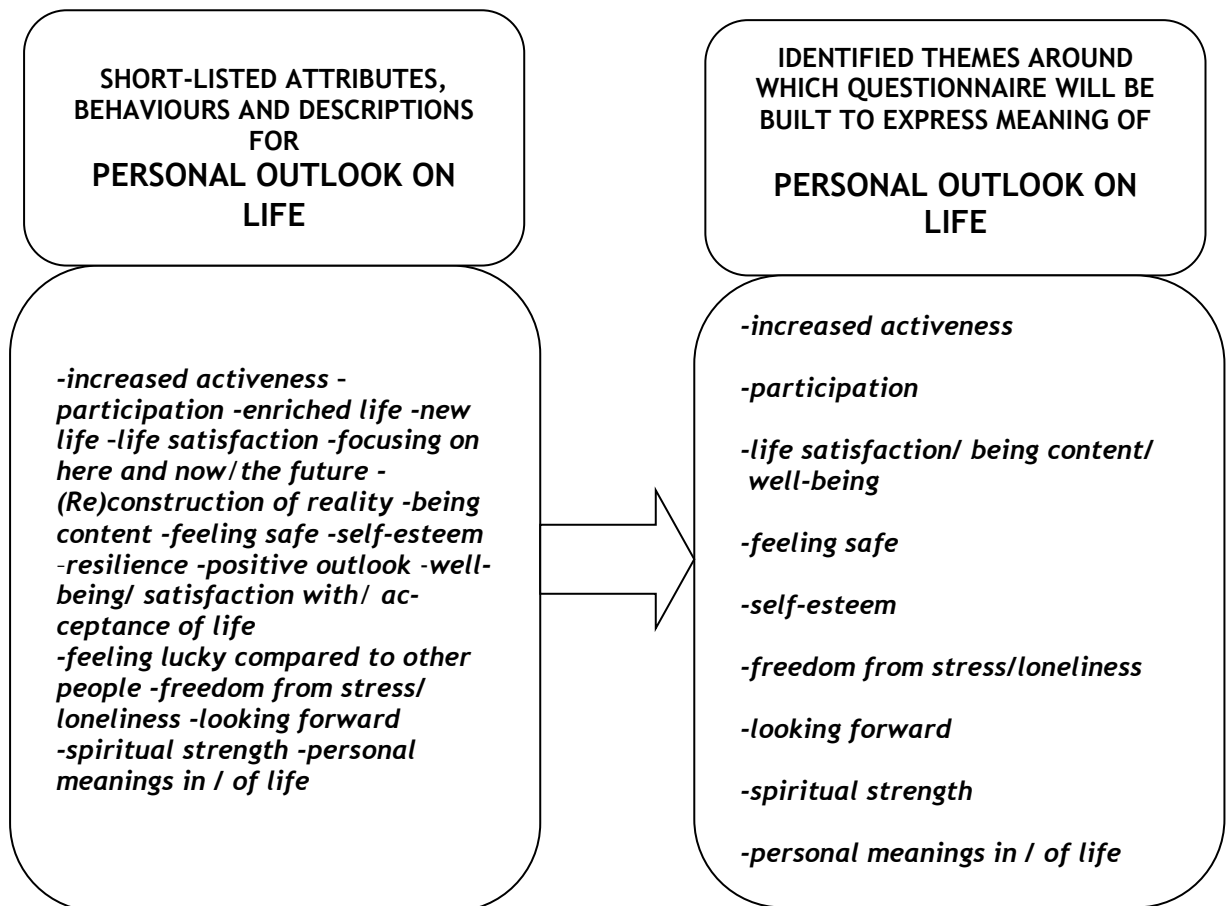 SHORT-LISTED ATTRIBUTES,
BEHAVIOURS AND DESCRIPTIONS
FOR
PERSONAL OUTLOOK ON
LIFE
-increased activeness –
participation -enriched life -new
life –life satisfaction -focusing on
here and now/the future -
(Re)construction of reality -being
content -feeling safe -self-esteem
-resilience -positive outlook -well-
being/ satisfaction with/ ac-
cceptance of life
-feeling lucky compared to other
people -freedom from stress/
loneliness -looking forward
-spiritual strength -personal
meanings in / of life
IDENTIFIED THEMES AROUND
WHICH QUESTIONNAIRE WILL BE
BUILT TO EXPRESS MEANING OF
PERSONAL OUTLOOK ON
LIFE
-increased activeness
-participation
-life satisfaction/ being content/
well-being
-feeling safe
-self-esteem
-freedom from stress/loneliness
-looking forward
-spiritual strength
-personal meanings in / of life